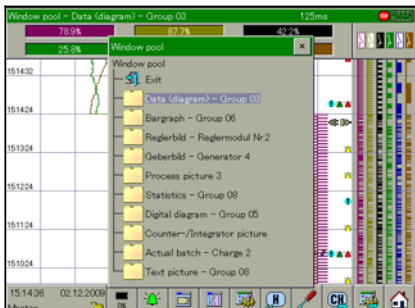 Window pool - Data (diagram) - Group 03 125ms
78.9% 87.7% 42.2%
25.8%
Window pool
Window pool
Exit
Data (diagram) - Group 03
Bargraph - Group 06
Reglerbild - Reglermodul Nr.2
Geberbild - Generator 4
Process picture 3
Statistics - Group 08
Digital diagram - Group 05
Counter-/Integrator picture
Actual batch - Charge 2
Text picture - Group 08
15:14:32
15:14:24
15:13:24
15:12:24
15:11:24
15:10:24
15:14:36 02.12.2009
0%
H
CH